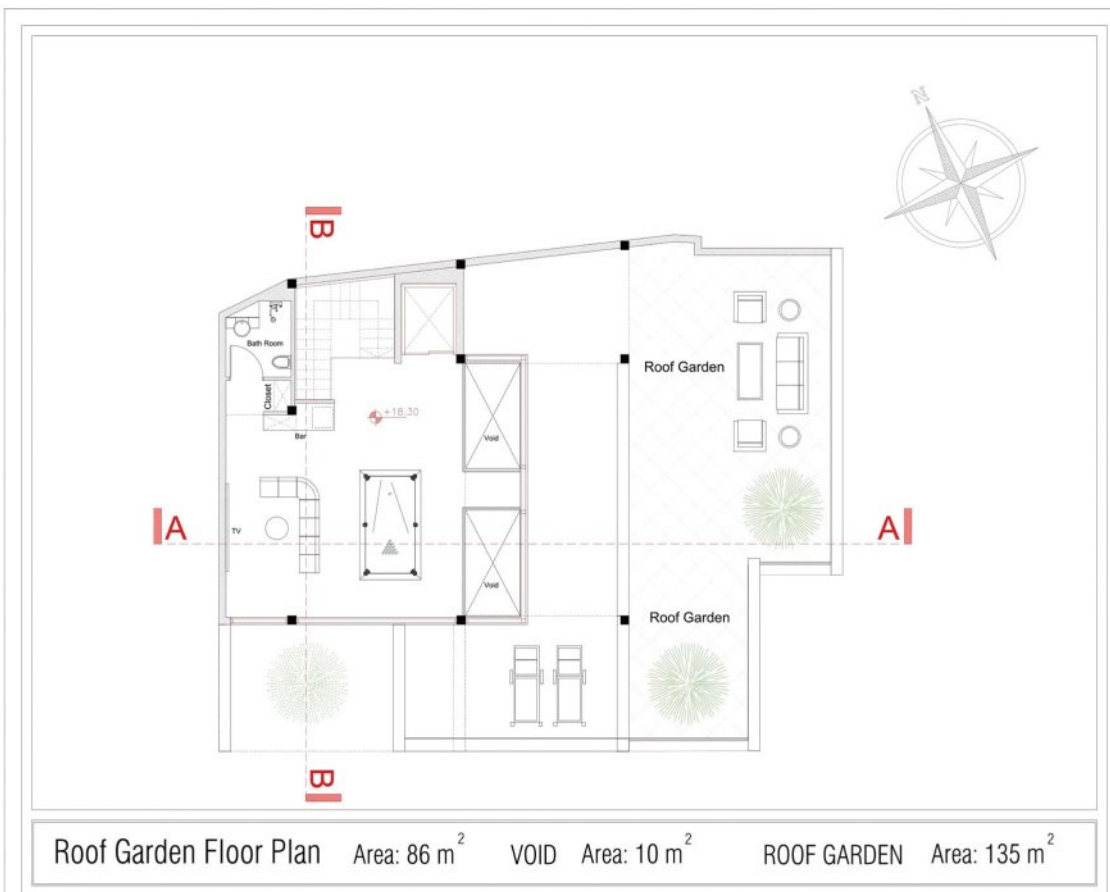 N
B
Bath Room
Closet
+18,30
Bar
Roof Garden
Void
A
TV
A
Void
Roof Garden
B
Roof Garden Floor Plan Area: 86 m² VOID Area: 10 m² ROOF GARDEN Area: 135 m²